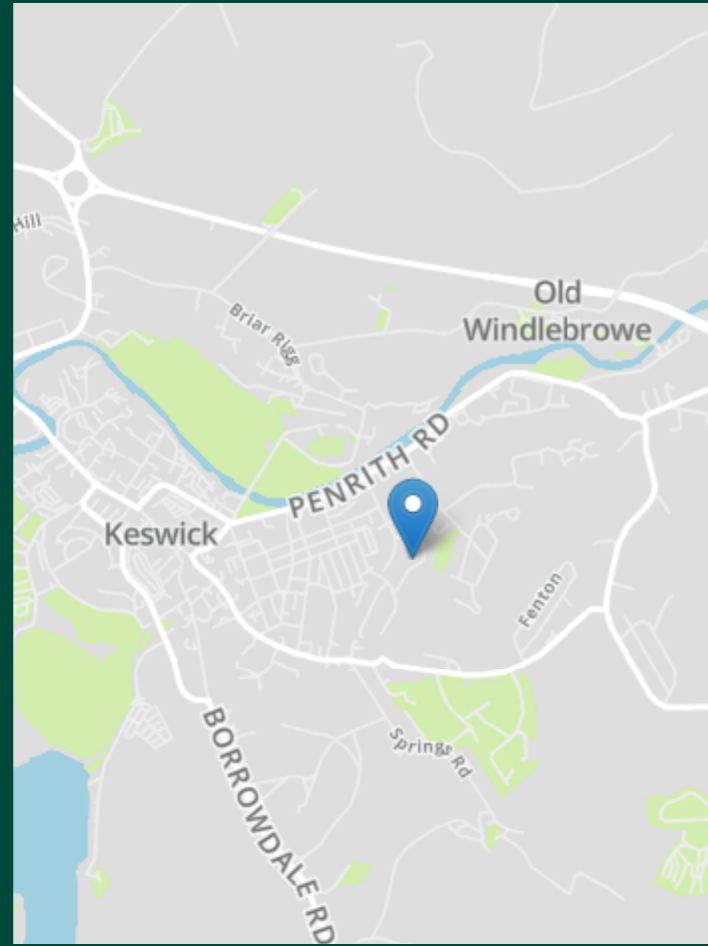 Hill
Old
Windlebrowe
Briar Rigg
PENRITH RD
Keswick
Fenton
Springs Rd
BORROWDALE RD